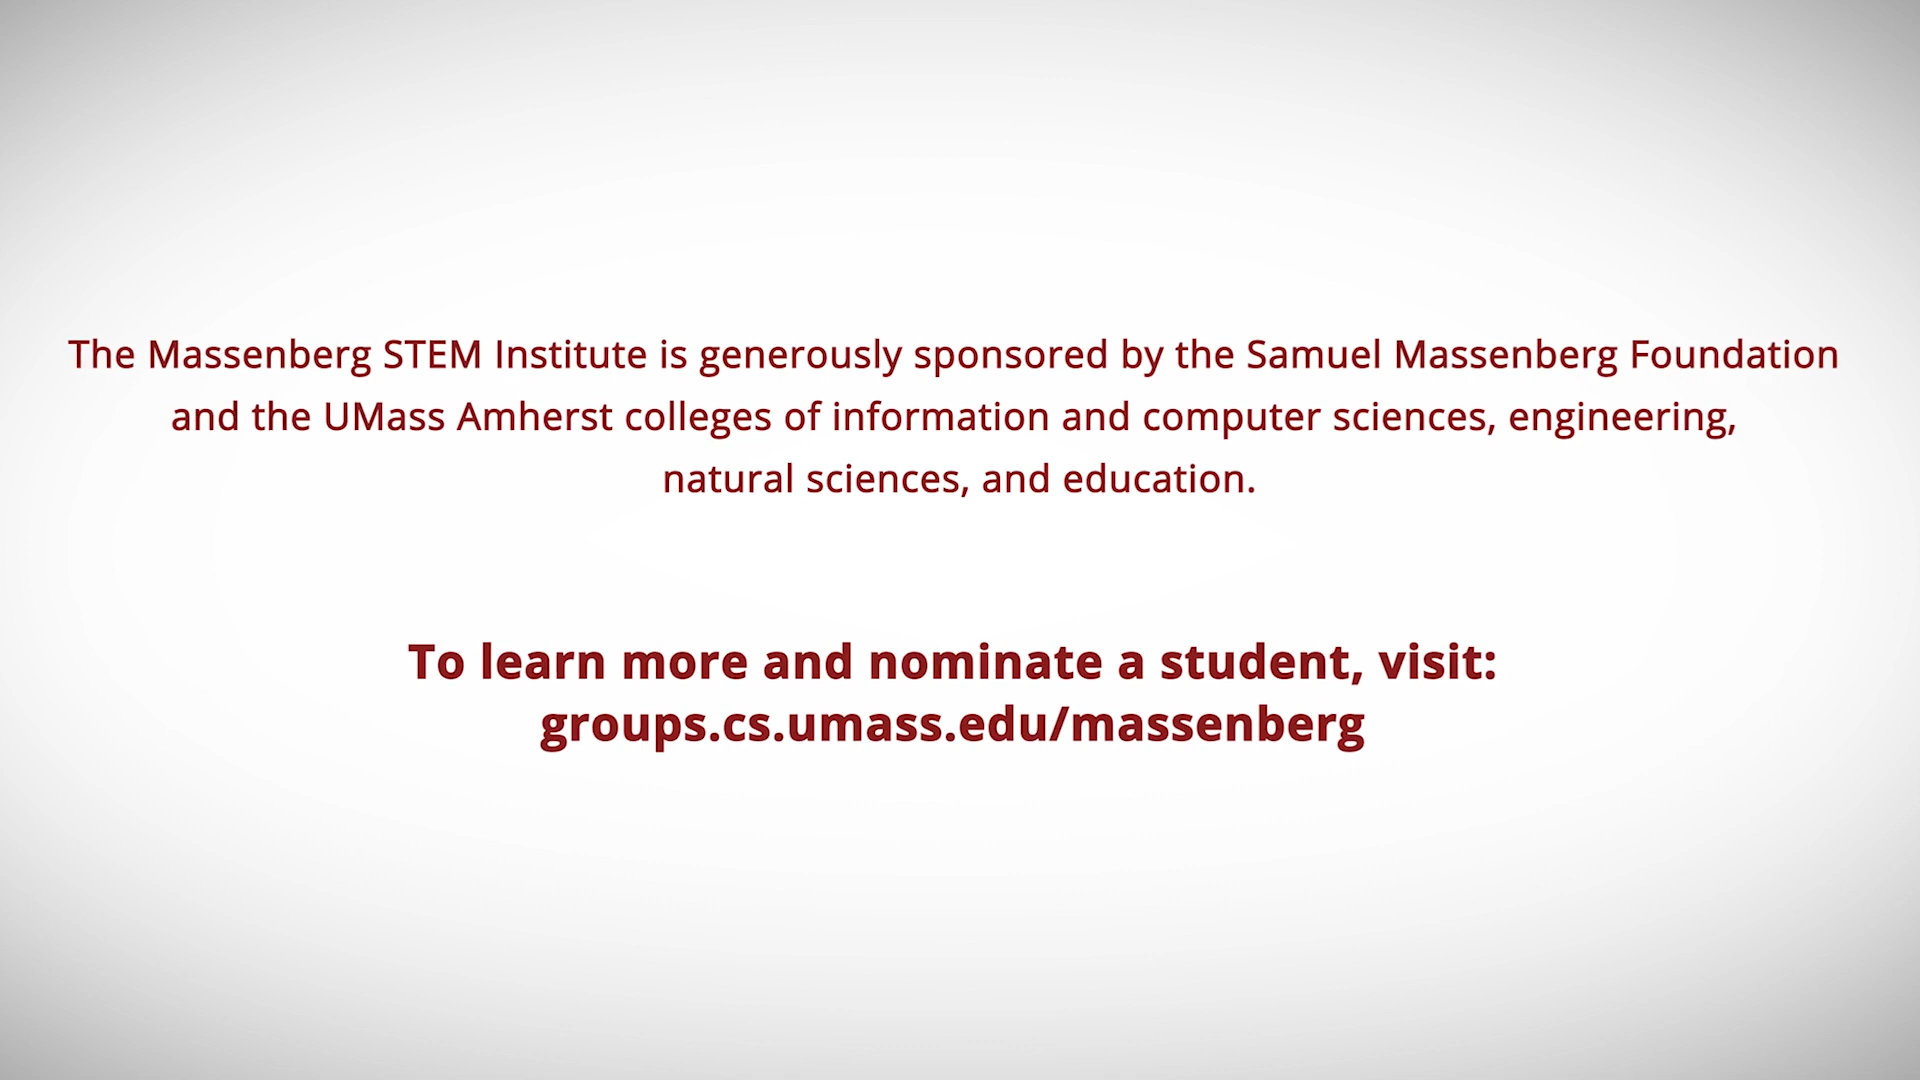 The Massenberg STEM Institute is generously sponsored by the Samuel Massenberg Foundation
and the UMass Amherst colleges of information and computer sciences, engineering,
natural sciences, and education.
To learn more and nominate a student, visit:
groups.cs.umass.edu/massenberg